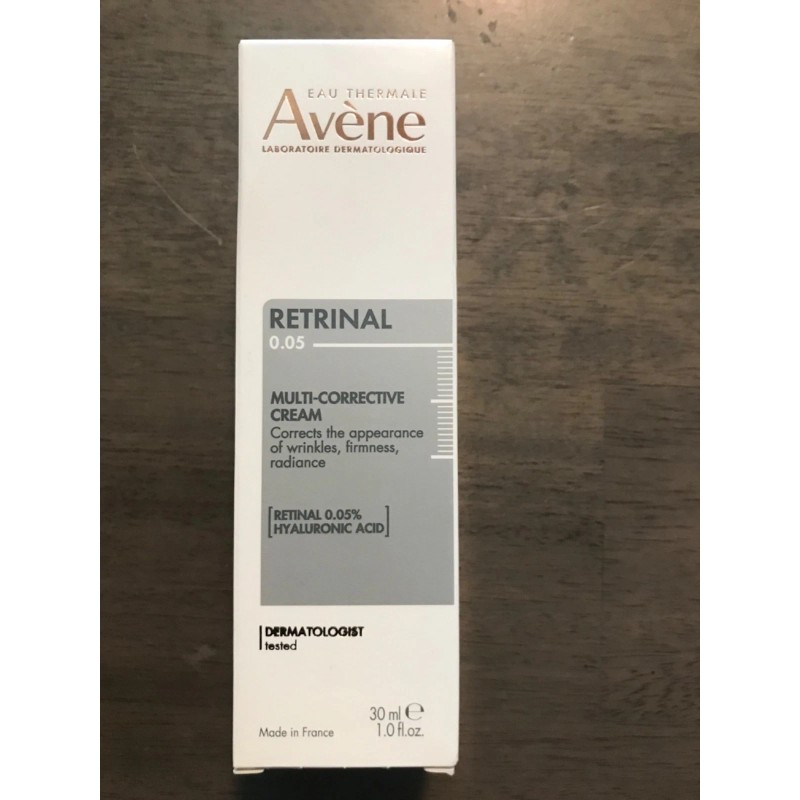 EAU THERMALE
Avène
LABORATOIRE DERMATOLOGIQUE
RETRINAL
0.05
MULTI-CORRECTIVE
CREAM
Corrects the appearance
of wrinkles, firmness,
radiance
[RETINAL 0.05%
HYALURONIC ACID]
DERMATOLOGIST
tested
Made in France
30 ml ℮
1.0 fl.oz.